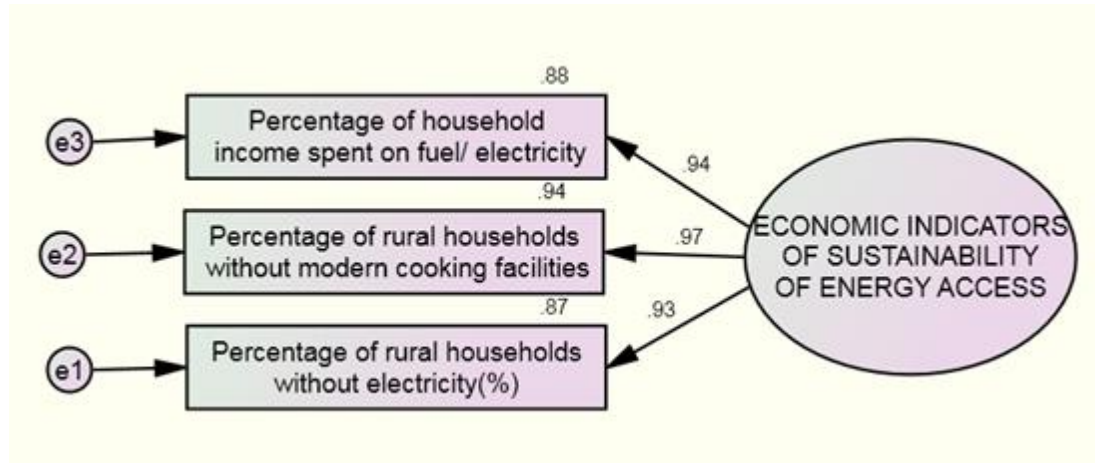 .88
e3
Percentage of household
income spent on fuel/ electricity
.94
.94
e2
Percentage of rural households
without modern cooking facilities
.97
.87
e1
Percentage of rural households
without electricity(%)
.93
ECONOMIC INDICATORS
OF SUSTAINABILITY
OF ENERGY ACCESS